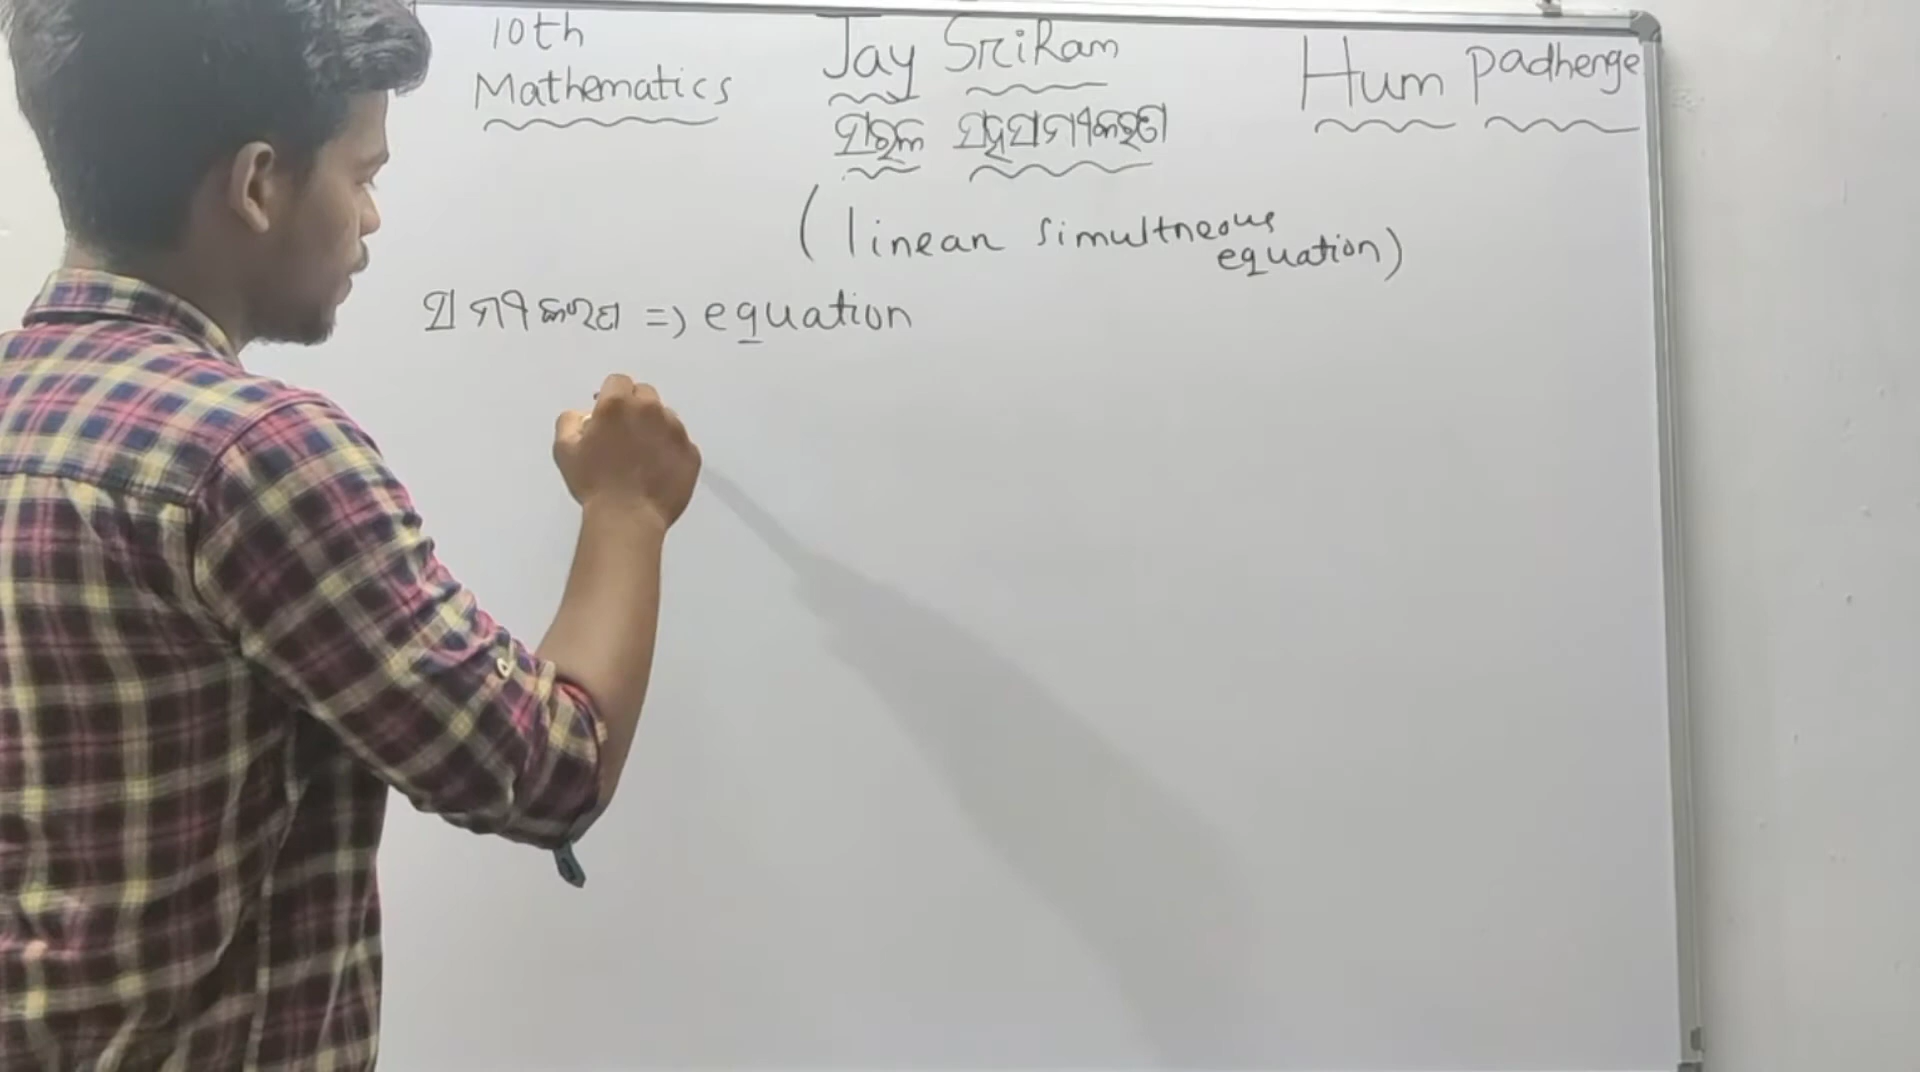 10th
Mathematics
Jay SriRam
Hum padhenge
ସରଳ ସହସମୀକରଣ
(linear simultneous
equation)
ସମୀକରଣ => equation